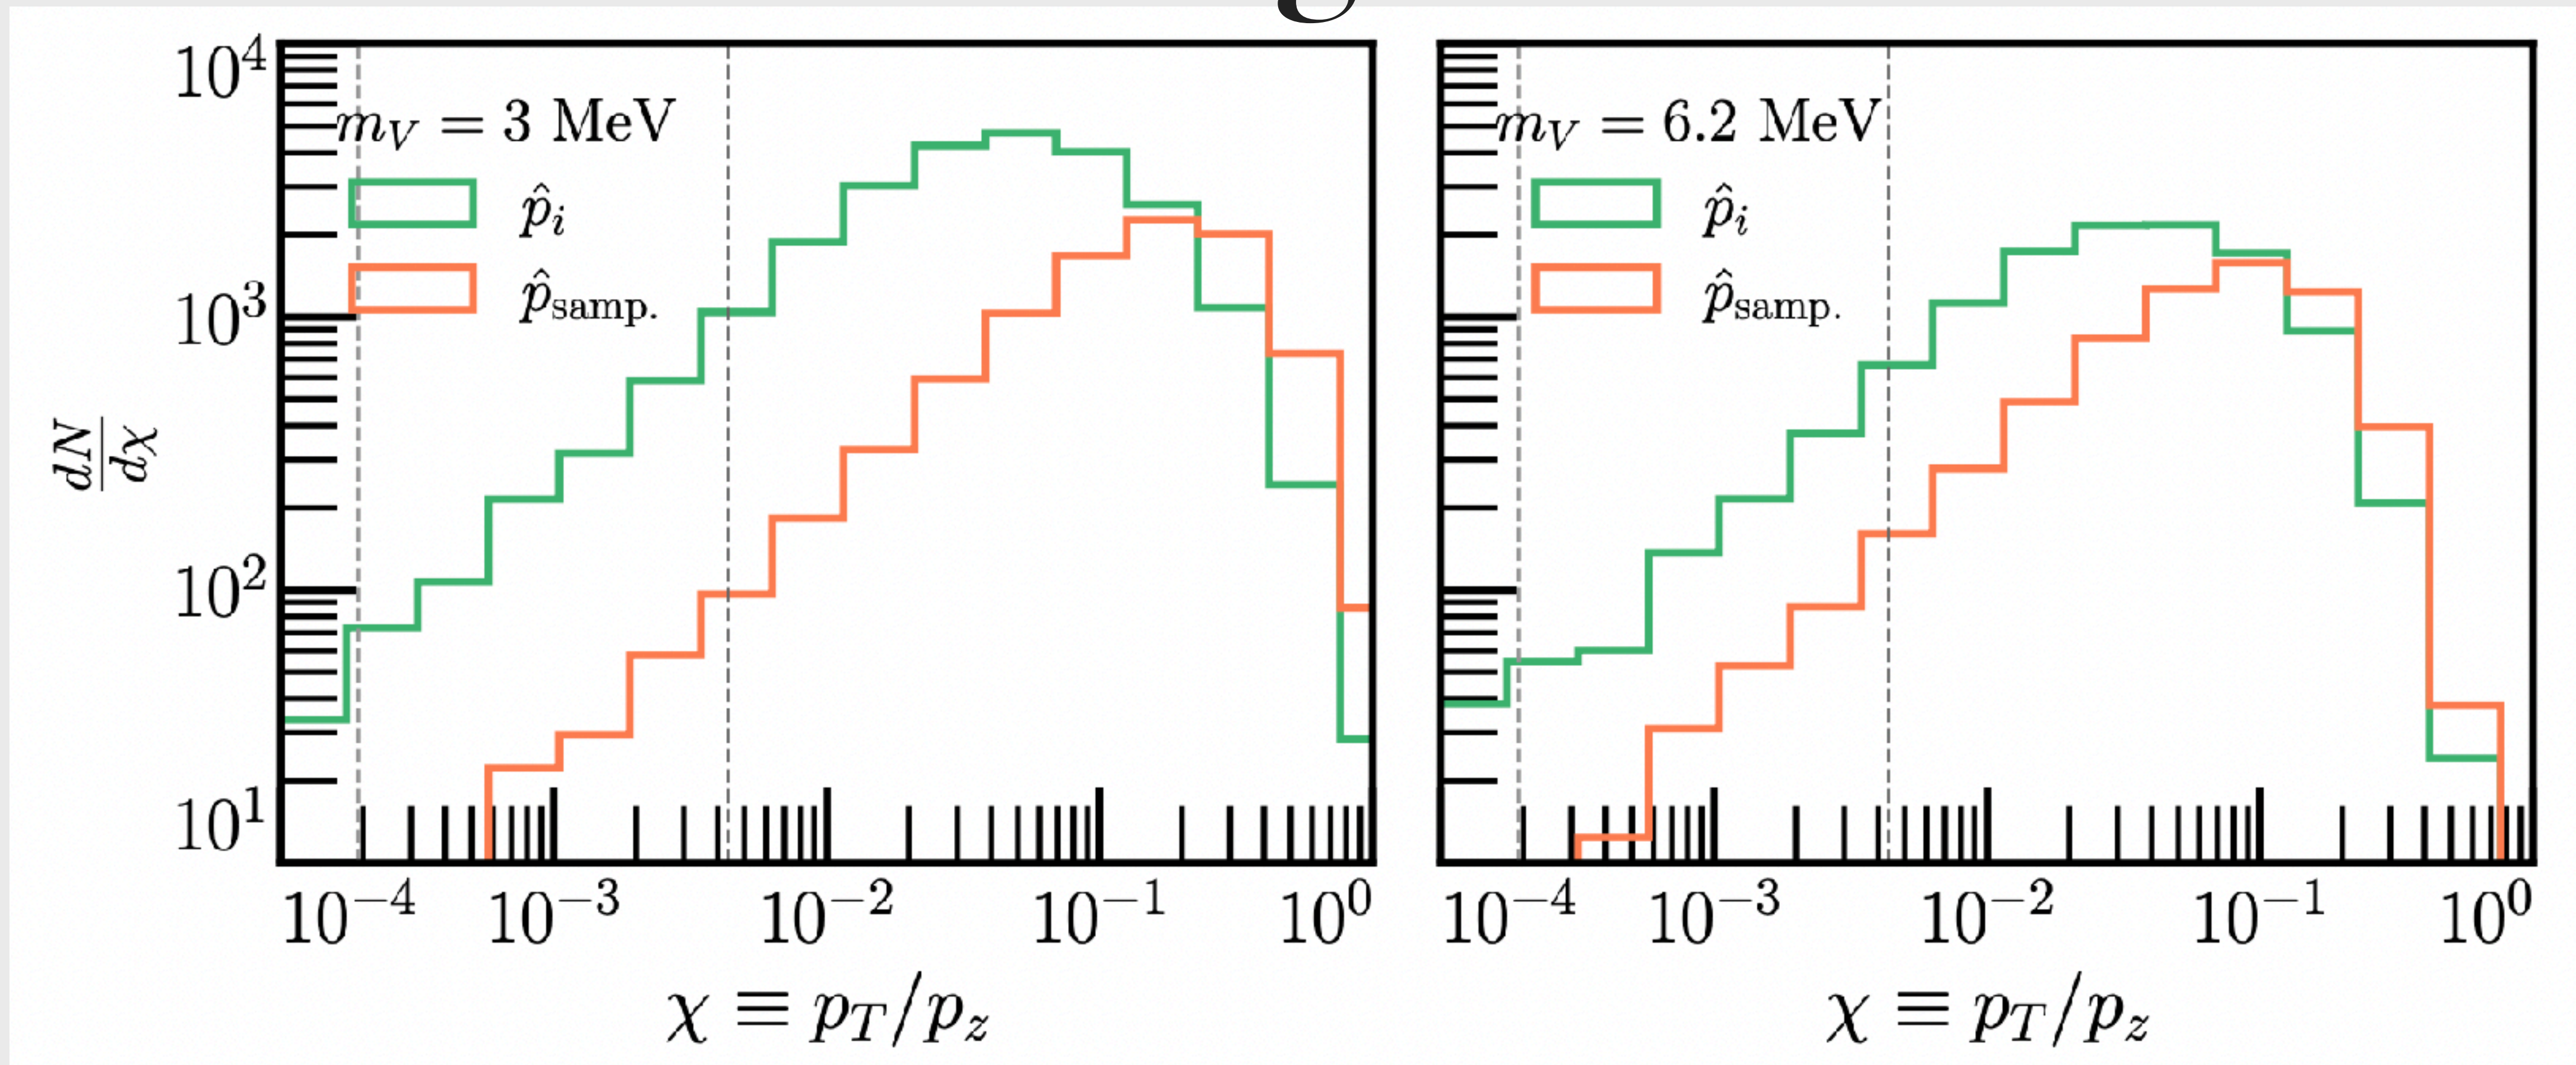 g
10^4
10^3
10^2
10^1
dN/dχ
m_V = 3 MeV
p̂_i
p̂_samp.
10^−4 10^−3 10^−2 10^−1 10^0
χ ≡ p_T/p_z
m_V = 6.2 MeV
p̂_i
p̂_samp.
10^−4 10^−3 10^−2 10^−1 10^0
χ ≡ p_T/p_z